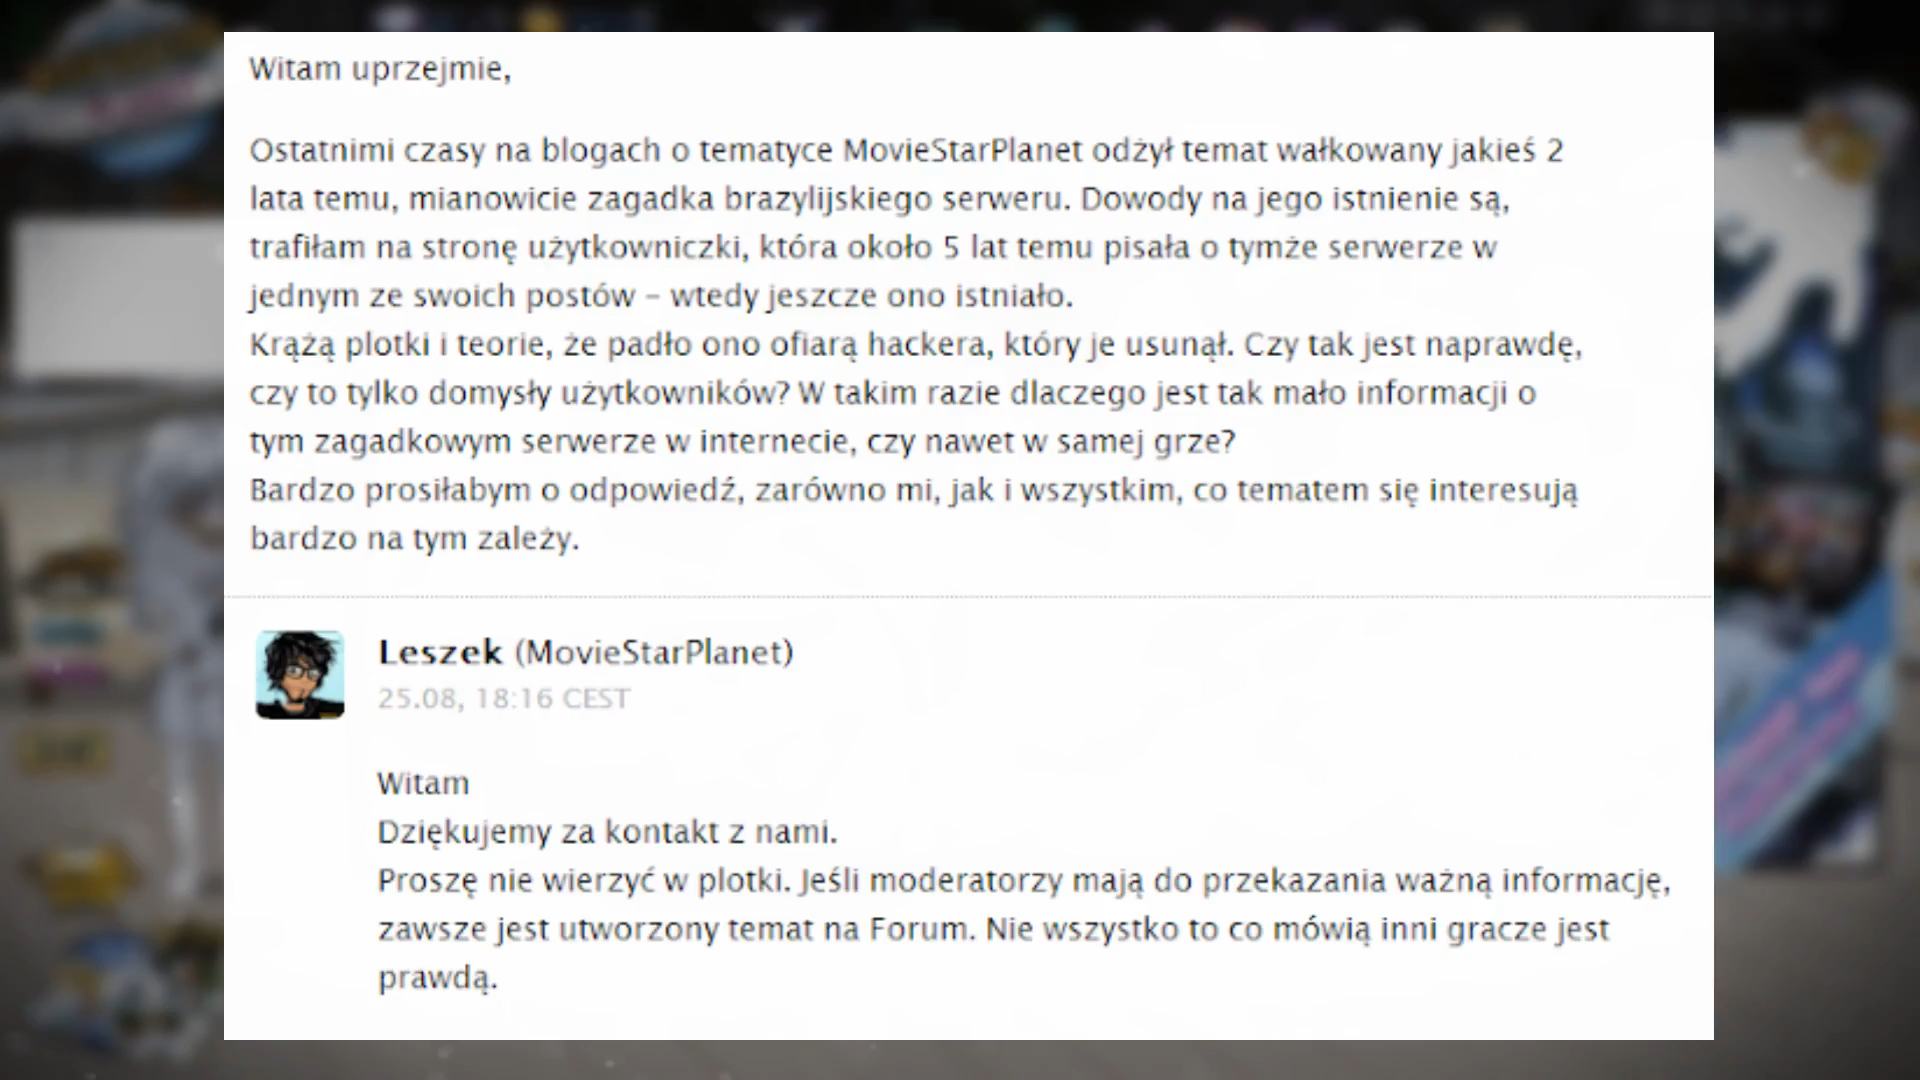 Witam uprzejmie,
Ostatnimi czasy na blogach o tematyce MovieStarPlanet odżył temat wałkowany jakieś 2
lata temu, mianowicie zagadka brazylijskiego serweru. Dowody na jego istnienie są,
trafiłam na stronę użytkowniczki, która około 5 lat temu pisała o tymże serwerze w
jednym ze swoich postów – wtedy jeszcze ono istniało.
Krążą plotki i teorie, że padło ono ofiarą hackera, który je usunął. Czy tak jest naprawdę,
czy to tylko domysły użytkowników? W takim razie dlaczego jest tak mało informacji o
tym zagadkowym serwerze w internecie, czy nawet w samej grze?
Bardzo prosiłabym o odpowiedź, zarówno mi, jak i wszystkim, co tematem się interesują
bardzo na tym zależy.
Leszek (MovieStarPlanet)
25.08, 18:16 CEST
Witam
Dziękujemy za kontakt z nami.
Proszę nie wierzyć w plotki. Jeśli moderatorzy mają do przekazania ważną informację,
zawsze jest utworzony temat na Forum. Nie wszystko to co mówią inni gracze jest
prawdą.